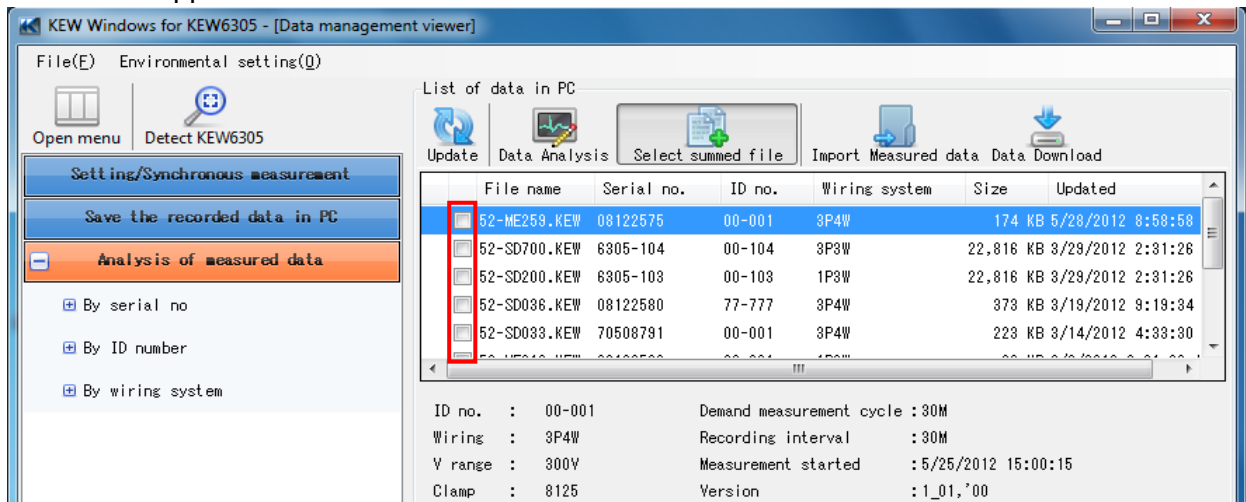 KEW Windows for KEW6305 - [Data management viewer]
File(F) Environmental setting(O)
List of data in PC
Open menu Detect KEW6305
Update Data Analysis Select summed file Import Measured data Data Download
Setting/Synchronous measurement
Save the recorded data in PC
Analysis of measured data
By serial no
By ID number
By wiring system
File name Serial no. ID no. Wiring system Size Updated
52-ME259.KEW 08122575 00-001 3P4W 174 KB 5/28/2012 8:58:58
52-SD700.KEW 6305-104 00-104 3P3W 22,816 KB 3/29/2012 2:31:26
52-SD200.KEW 6305-103 00-103 1P3W 22,816 KB 3/29/2012 2:31:26
52-SD036.KEW 08122580 77-777 3P4W 373 KB 3/19/2012 9:19:34
52-SD033.KEW 70508791 00-001 3P4W 223 KB 3/14/2012 4:33:30
ID no. : 00-001 Demand measurement cycle : 30M
Wiring : 3P4W Recording interval : 30M
V range : 300V Measurement started : 5/25/2012 15:00:15
Clamp : 8125 Version : 1_01,'00